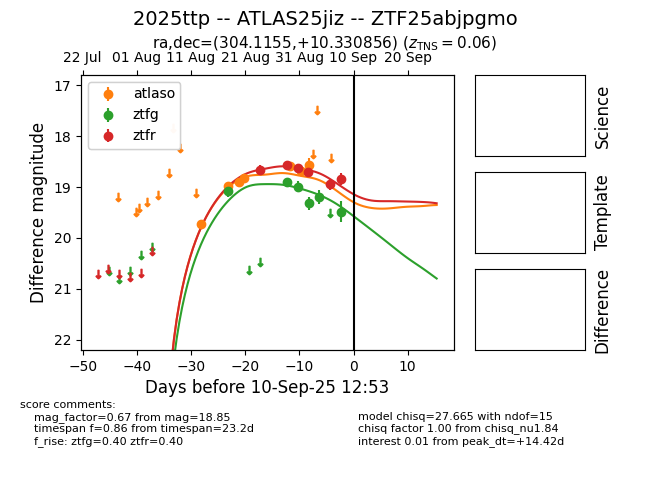 2025ttp -- ATLAS25jiz -- ZTF25abjpgmo
ra,dec=(304.1155,+10.330856) (zTNS = 0.06)
22 Jul 01 Aug 11 Aug 21 Aug 31 Aug 10 Sep 20 Sep
atlaso
ztfg
ztfr
17
18
19
20
21
22
Difference magnitude
−50 −40 −30 −20 −10 0 10
Days before 10-Sep-25 12:53
Science
Template
Difference
score comments:
mag_factor=0.67 from mag=18.85
timespan f=0.86 from timespan=23.2d
f_rise: ztfg=0.40 ztfr=0.40
model chisq=27.665 with ndof=15
chisq factor 1.00 from chisq_nu1.84
interest 0.01 from peak_dt=+14.42d